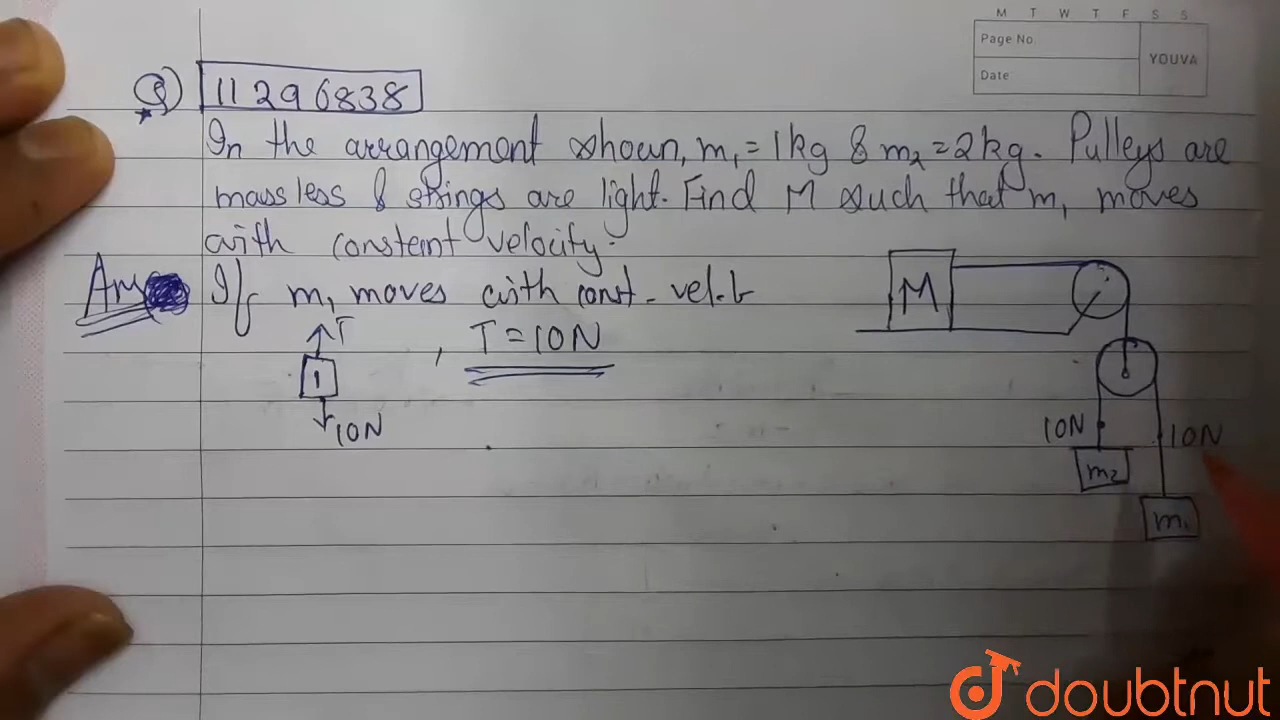 M T W T F S S
Page No.
YOUVA
Date
Q) 11296838
In the arrangement shown, m₁ = 1kg & m₂ = 2kg. Pulleys are
massless & strings are light. Find M such that m₁ moves
with constant velocity.
Ans
If m₁ moves with const. vel.
M
T
, T = 10N
1
10N
10N
10N
m₂
m₁
doubtnut